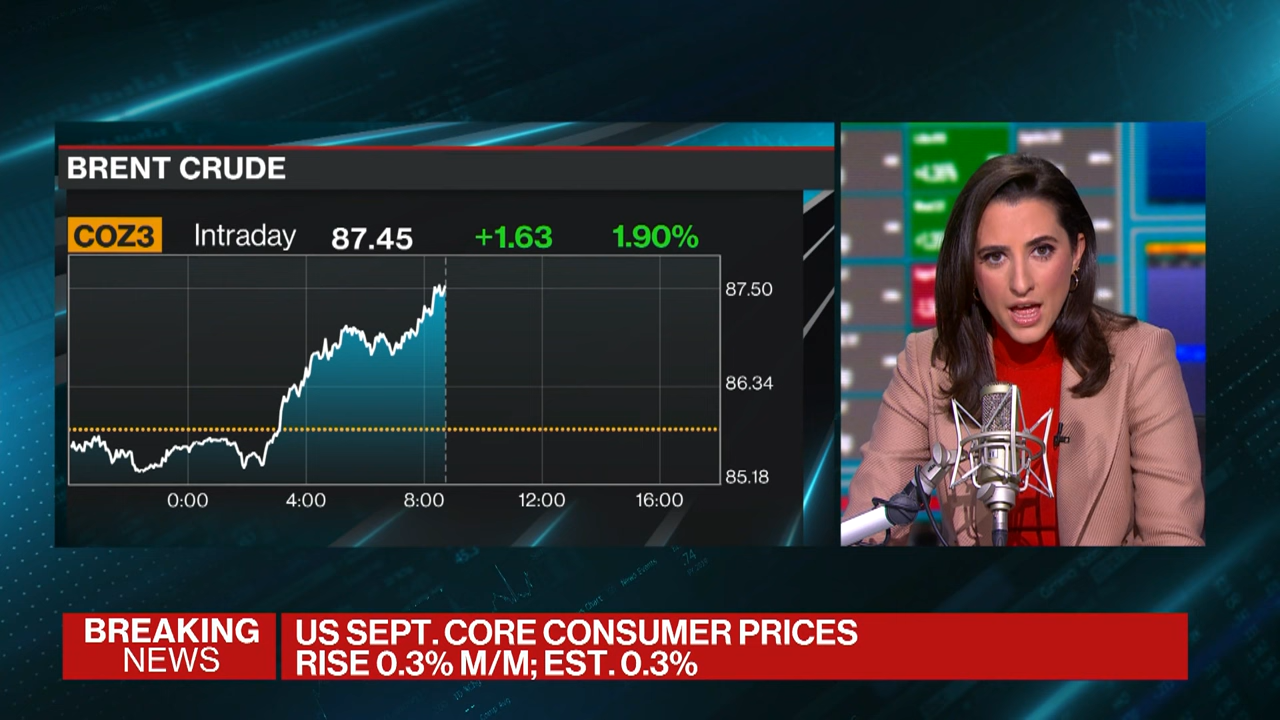 BRENT CRUDE
COZ3 Intraday 87.45 +1.63 1.90%
87.50
86.34
85.18
0:00 4:00 8:00 12:00 16:00
BREAKING
NEWS
US SEPT. CORE CONSUMER PRICES
RISE 0.3% M/M; EST. 0.3%